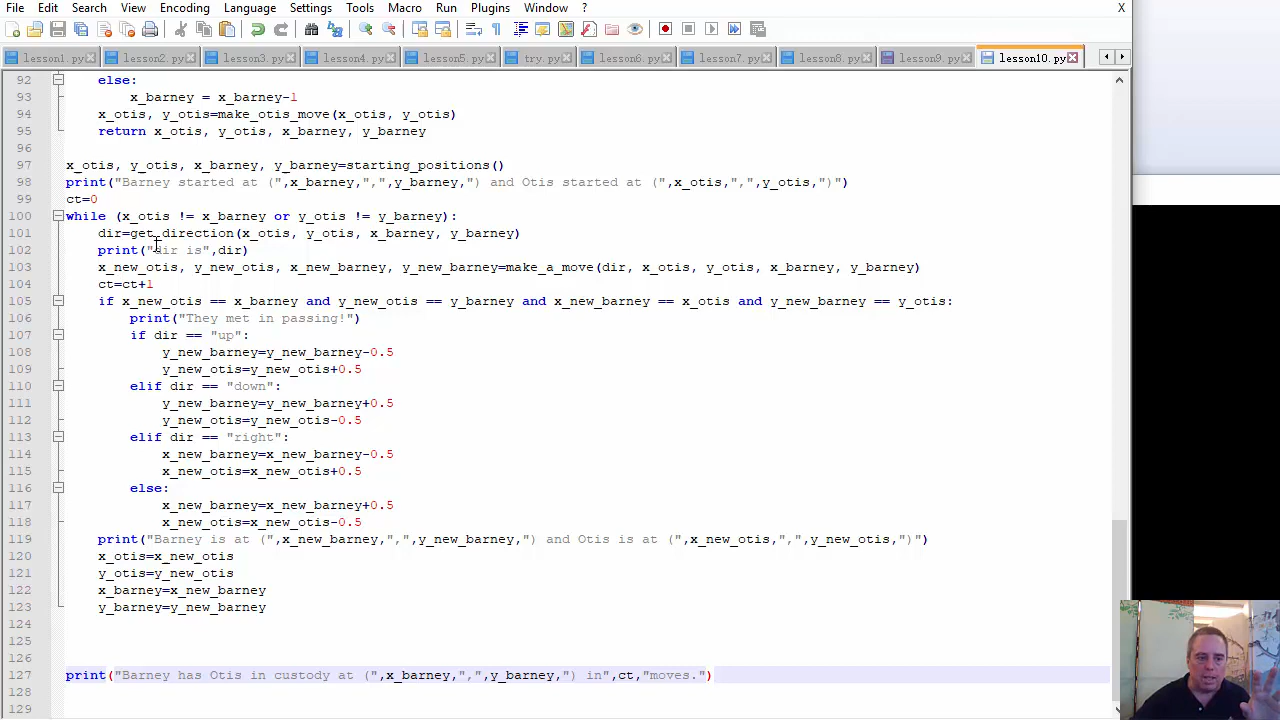 File Edit Search View Encoding Language Settings Tools Macro Run Plugins Window ? X
lesson1.py lesson2.py lesson3.py lesson4.py lesson5.py try.py lesson6.py lesson7.py lesson8.py lesson9.py lesson10.py
92 else:
93 x_barney = x_barney-1
94 x_otis, y_otis=make_otis_move(x_otis, y_otis)
95 return x_otis, y_otis, x_barney, y_barney
96
97 x_otis, y_otis, x_barney, y_barney=starting_positions()
98 print("Barney started at (",x_barney,",",y_barney,") and Otis started at (",x_otis,",",y_otis,")")
99 ct=0
100 while (x_otis != x_barney or y_otis != y_barney):
101 dir=get_direction(x_otis, y_otis, x_barney, y_barney)
102 print("dir is",dir)
103 x_new_otis, y_new_otis, x_new_barney, y_new_barney=make_a_move(dir, x_otis, y_otis, x_barney, y_barney)
104 ct=ct+1
105 if x_new_otis == x_barney and y_new_otis == y_barney and x_new_barney == x_otis and y_new_barney == y_otis:
106 print("They met in passing!")
107 if dir == "up":
108 y_new_barney=y_new_barney-0.5
109 y_new_otis=y_new_otis+0.5
110 elif dir == "down":
111 y_new_barney=y_new_barney+0.5
112 y_new_otis=y_new_otis-0.5
113 elif dir == "right":
114 x_new_barney=x_new_barney-0.5
115 x_new_otis=x_new_otis+0.5
116 else:
117 x_new_barney=x_new_barney+0.5
118 x_new_otis=x_new_otis-0.5
119 print("Barney is at (",x_new_barney,",",y_new_barney,") and Otis is at (",x_new_otis,",",y_new_otis,")")
120 x_otis=x_new_otis
121 y_otis=y_new_otis
122 x_barney=x_new_barney
123 y_barney=y_new_barney
124
125
126
127 print("Barney has Otis in custody at (",x_barney,",",y_barney,") in",ct,"moves.")
128
129